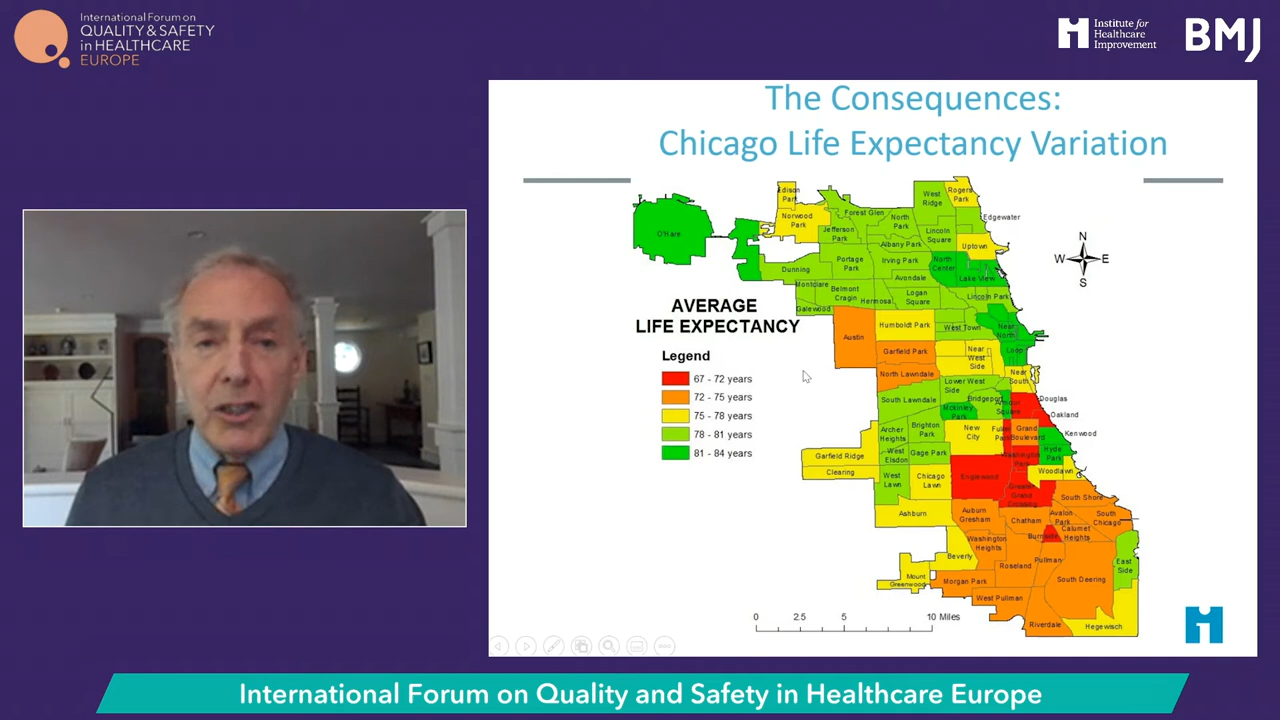 International Forum on
QUALITY & SAFETY
in HEALTHCARE
EUROPE
Institute for
Healthcare
Improvement
BMJ
The Consequences:
Chicago Life Expectancy Variation
Edison
Park
Norwood
Park
Forest Glen
Jefferson
Park
North
Park
Albany Park
West
Ridge
Rogers
Park
Lincoln
Square
Edgewater
Uptown
O'Hare
Dunning
Portage
Park
Irving Park
North
Center
Lake View
Avondale
Montclare
Belmont
Cragin
Hermosa
Logan
Square
Lincoln Park
Galewood
N
W
E
S
AVERAGE
LIFE EXPECTANCY
Legend
67 - 72 years
72 - 75 years
75 - 78 years
78 - 81 years
81 - 84 years
Austin
Humboldt Park
West Town
Near
North
Garfield Park
Near
West
Side
Loop
North Lawndale
Near
South
Lower West
Side
South Lawndale
Bridgeport
Armour
Square
Douglas
Mckinley
Park
Oakland
Archer
Heights
Brighton
Park
New
City
Fuller
Park
Grand
Boulevard
Kenwood
Hyde
Park
West
Elsdon
Gage Park
Washington
Park
Garfield Ridge
Clearing
West
Lawn
Chicago
Lawn
Englewood
Woodlawn
Greater
Grand
Crossing
South Shore
Ashburn
Auburn
Gresham
Chatham
Avalon
Park
South
Chicago
Burnside
Calumet
Heights
Washington
Heights
Beverly
Roseland
Pullman
East
Side
Mount
Greenwood
Morgan Park
South Deering
West Pullman
Riverdale
Hegewisch
0 2.5 5 10 Miles
International Forum on Quality and Safety in Healthcare Europe